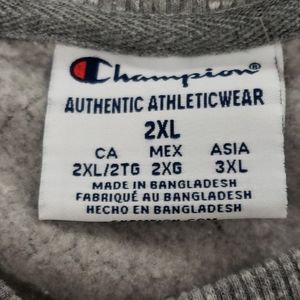 Champion®
AUTHENTIC ATHLETICWEAR
2XL
CA MEX ASIA
2XL/2TG 2XG 3XL
MADE IN BANGLADESH
FABRIQUÉ AU BANGLADESH
HECHO EN BANGLADESH